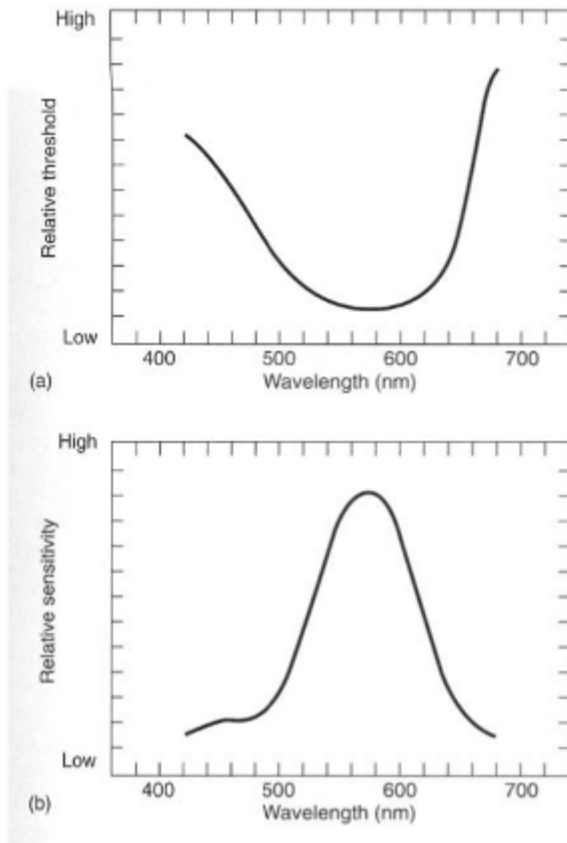 High
Relative threshold
Low
400 500 600 700
(a)
Wavelength (nm)
High
Relative sensitivity
Low
400 500 600 700
(b)
Wavelength (nm)